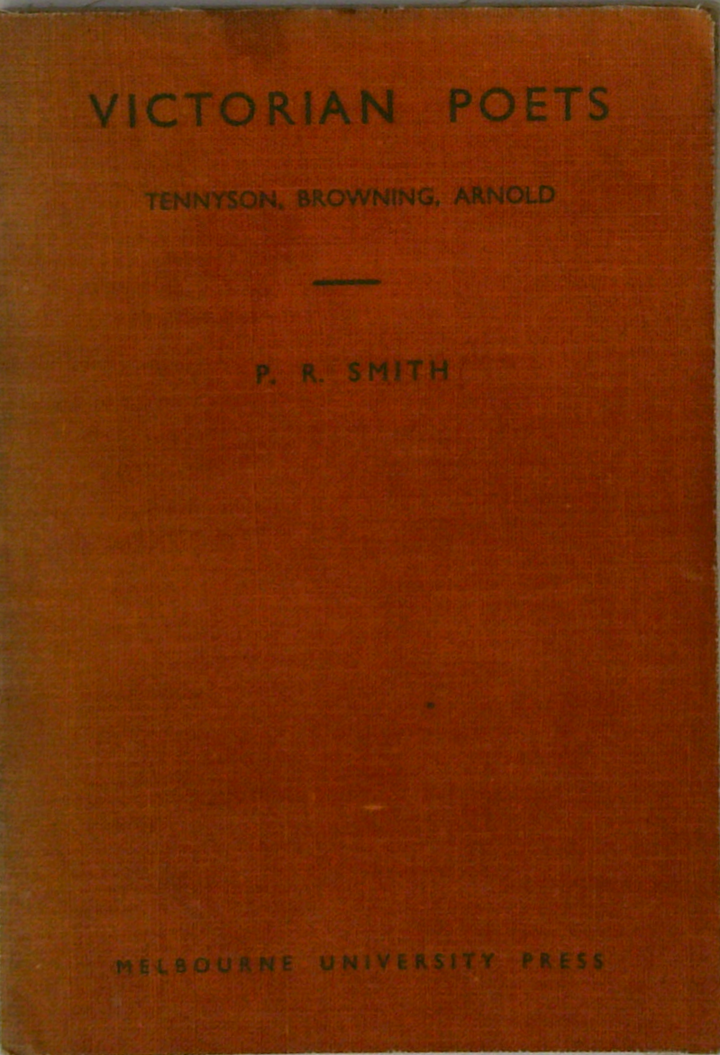 VICTORIAN POETS
TENNYSON, BROWNING, ARNOLD
P. R. SMITH
MELBOURNE UNIVERSITY PRESS